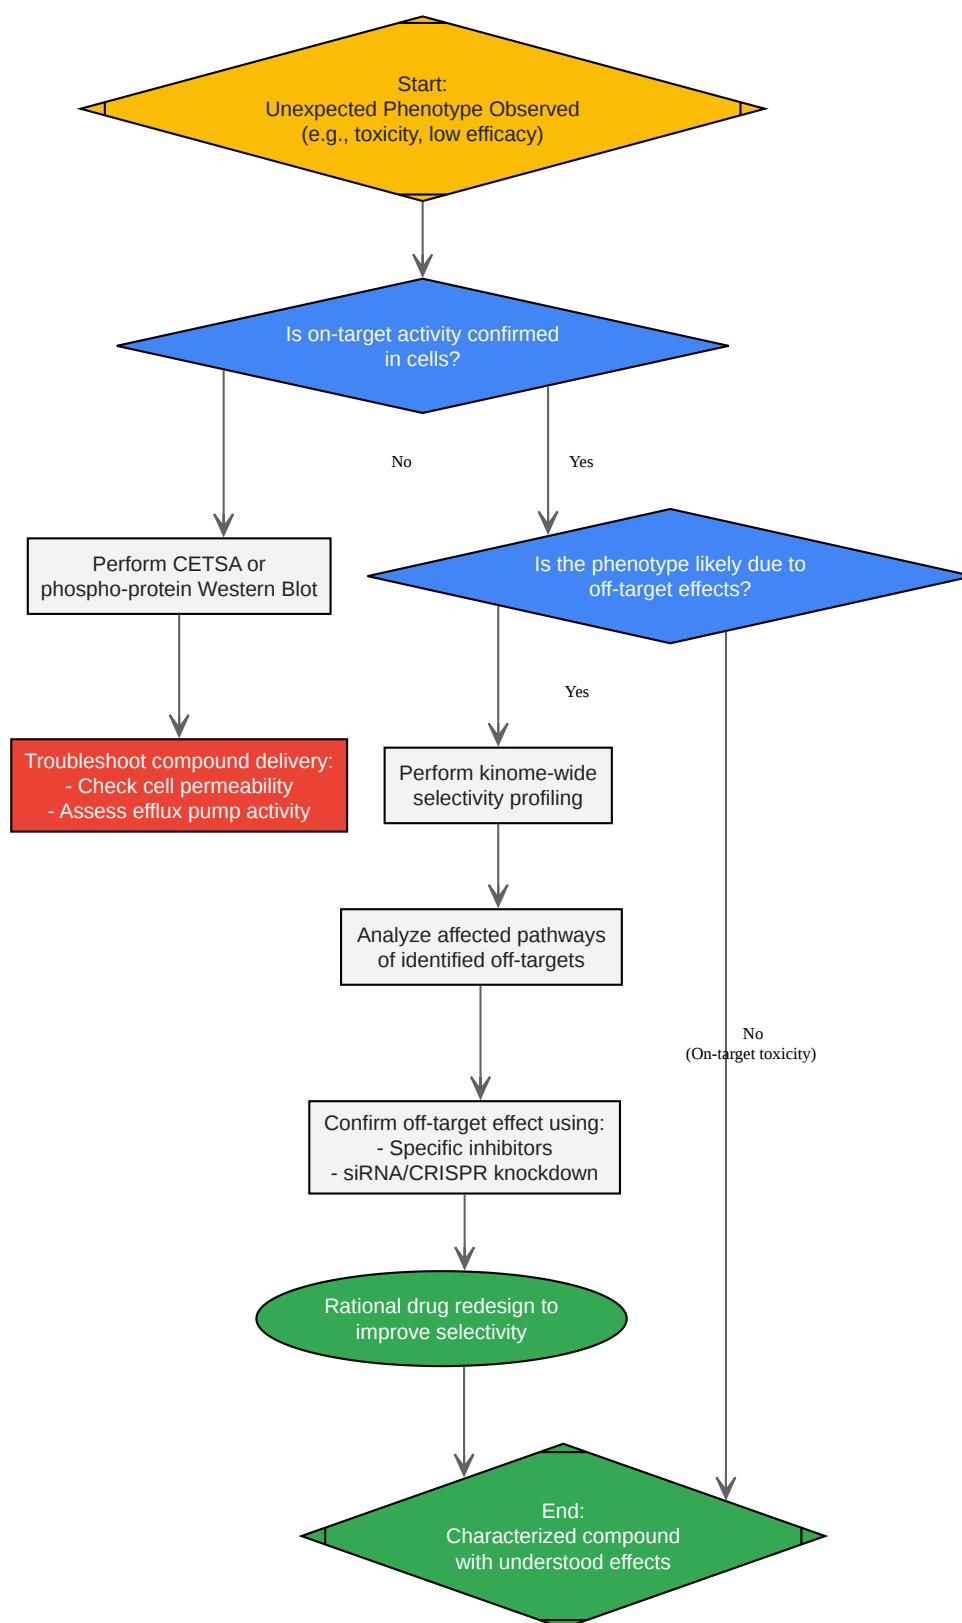 Start:
Unexpected Phenotype Observed
(e.g., toxicity, low efficacy)
Is on-target activity confirmed
in cells?
No
Yes
Perform CETSA or
phospho-protein Western Blot
Is the phenotype likely due to
off-target effects?
Yes
Troubleshoot compound delivery:
- Check cell permeability
- Assess efflux pump activity
Perform kinome-wide
selectivity profiling
Analyze affected pathways
of identified off-targets
No
(On-target toxicity)
Confirm off-target effect using:
- Specific inhibitors
- siRNA/CRISPR knockdown
Rational drug redesign to
improve selectivity
End:
Characterized compound
with understood effects